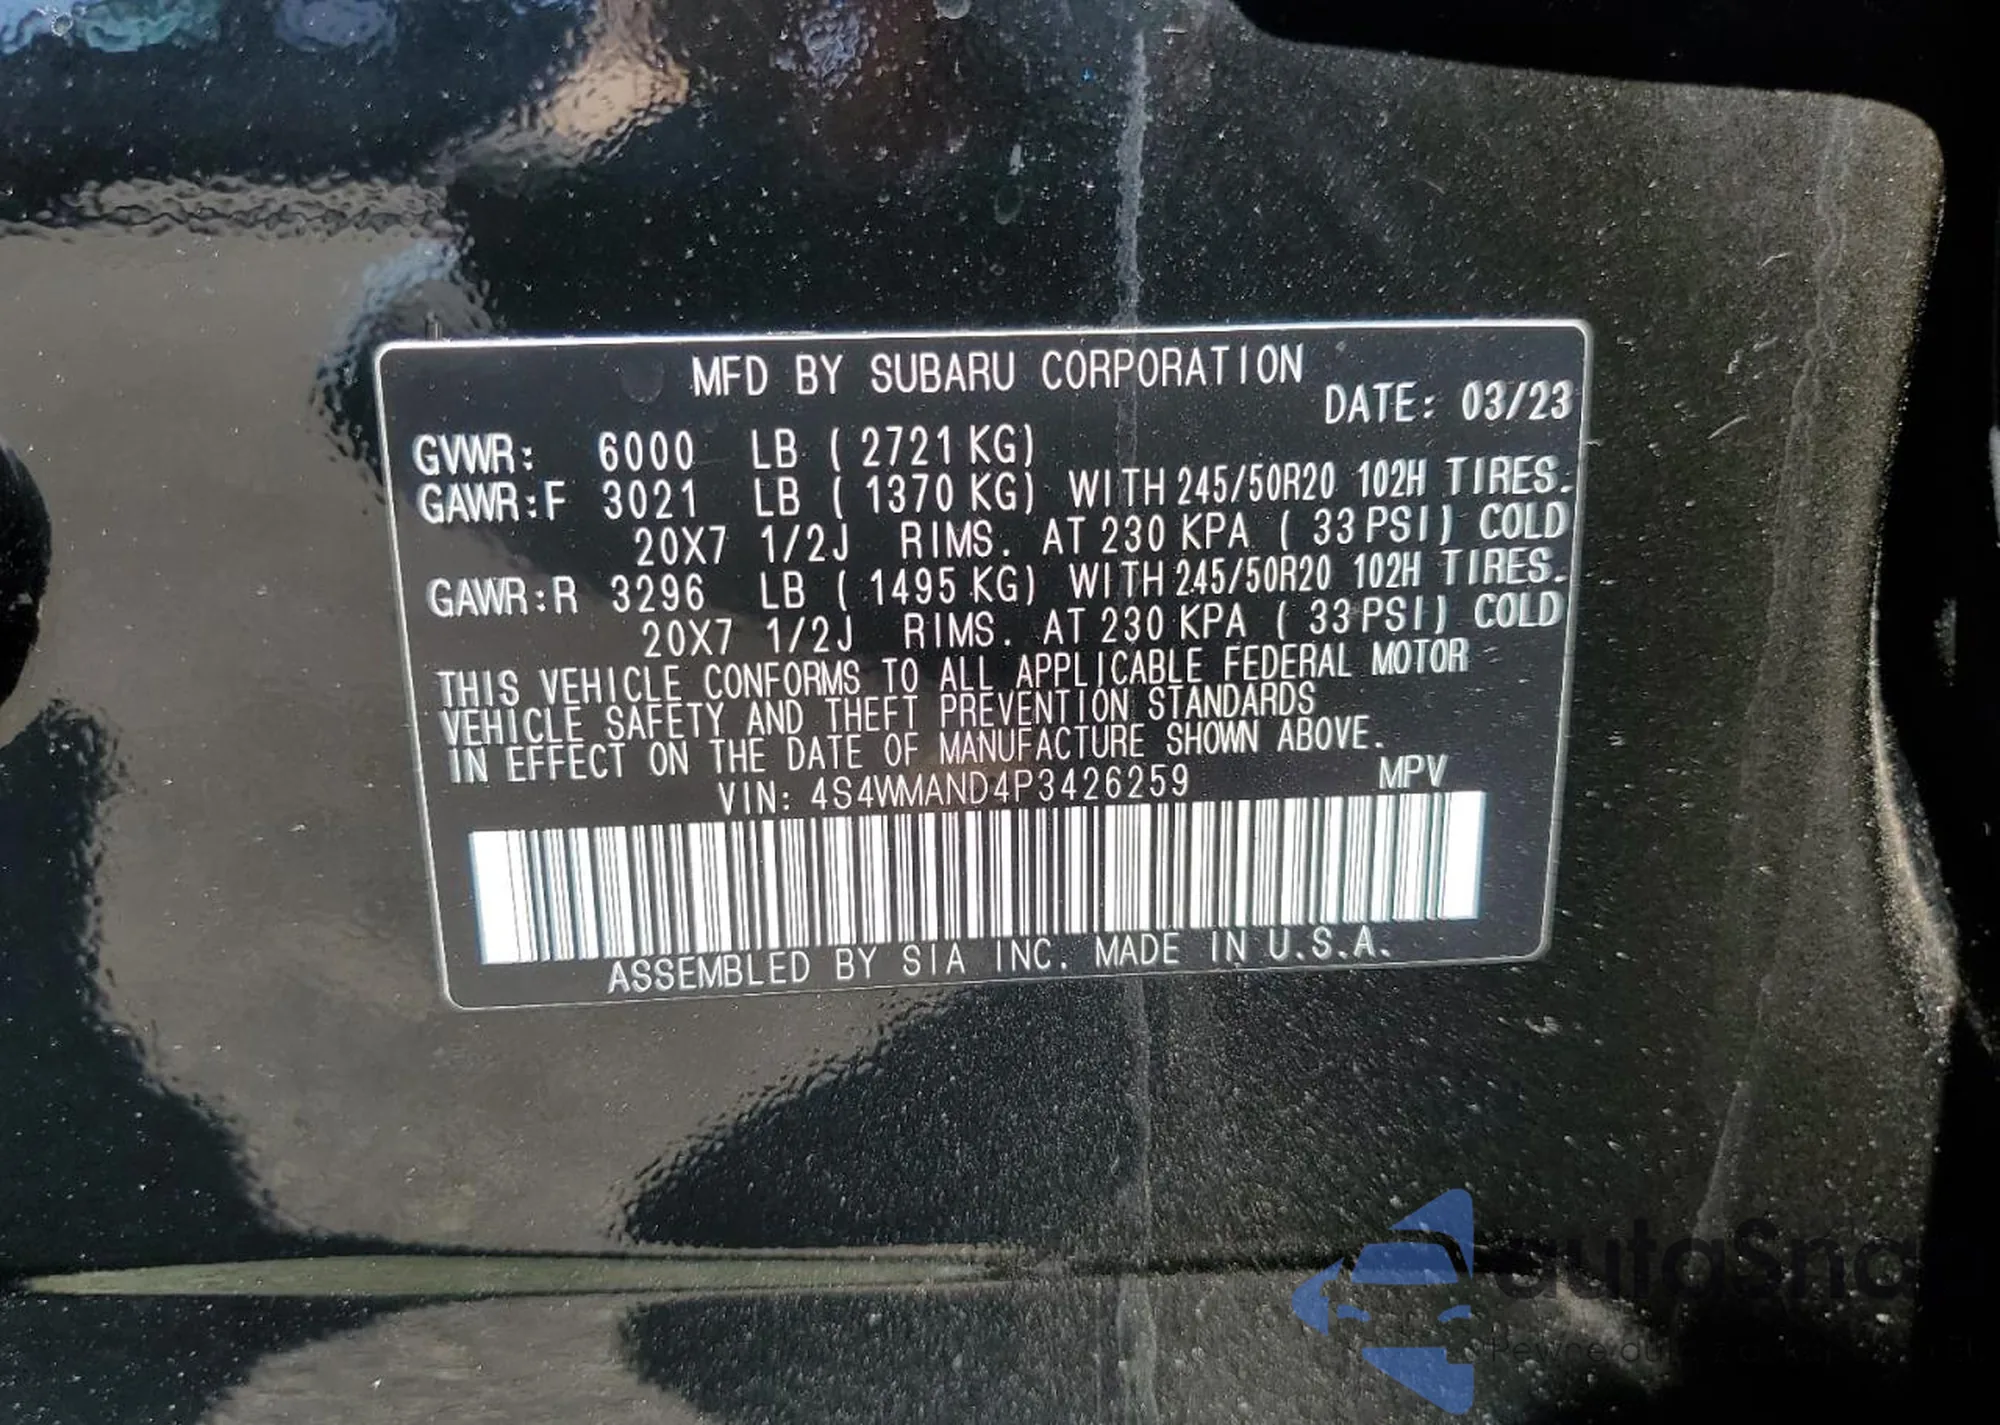 MFD BY SUBARU CORPORATION
DATE: 03/23
GVWR: 6000 LB ( 2721 KG)
GAWR:F 3021 LB ( 1370 KG) WITH 245/50R20 102H TIRES.
20X7 1/2J RIMS. AT 230 KPA ( 33 PSI) COLD
GAWR:R 3296 LB ( 1495 KG) WITH 245/50R20 102H TIRES.
20X7 1/2J RIMS. AT 230 KPA ( 33 PSI) COLD
THIS VEHICLE CONFORMS TO ALL APPLICABLE FEDERAL MOTOR
VEHICLE SAFETY AND THEFT PREVENTION STANDARDS
IN EFFECT ON THE DATE OF MANUFACTURE SHOWN ABOVE.
VIN: 4S4WMAND4P3426259 MPV
ASSEMBLED BY SIA INC. MADE IN U.S.A.
autoSna